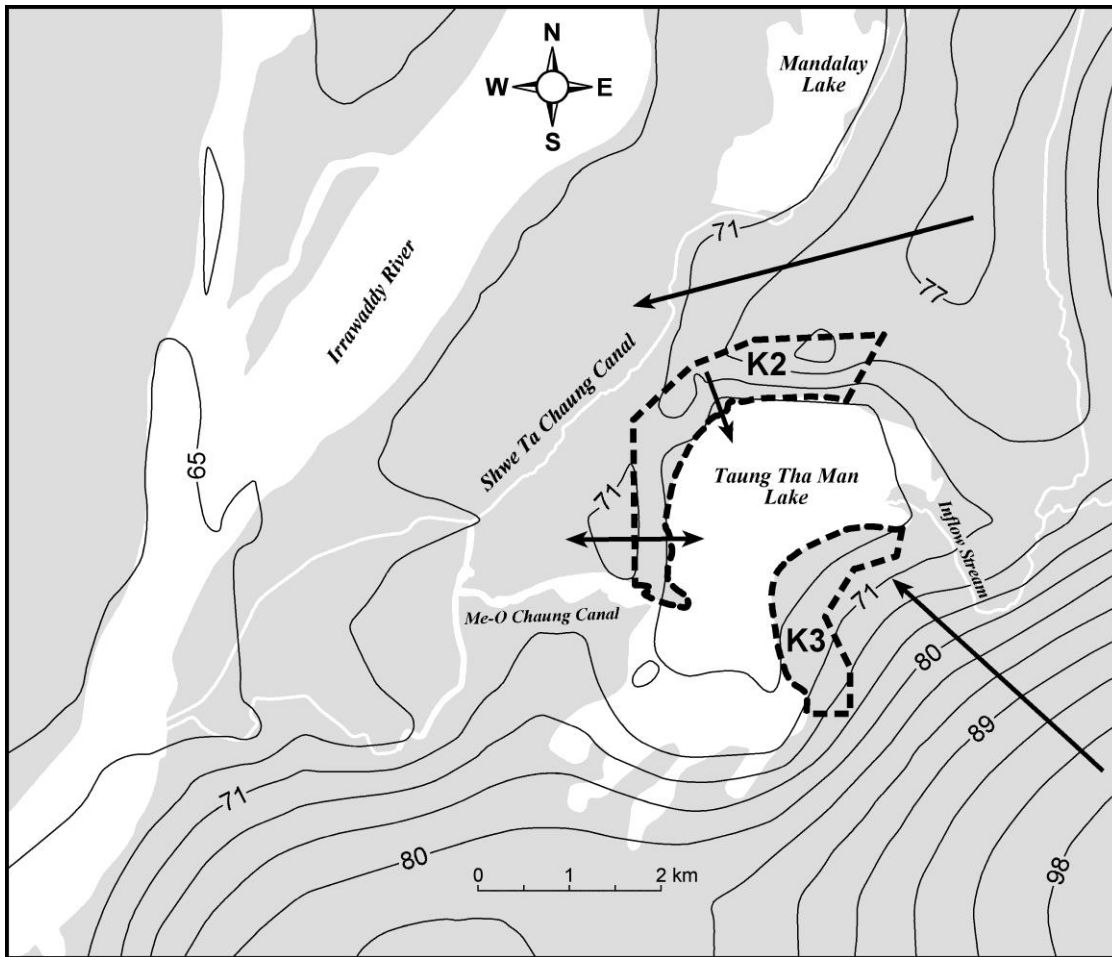 N
W E
S
Mandalay
Lake
71
77
Irrawaddy River
K2
Shwe Ta Chaung Canal
65
71
Taung Tha Man
Lake
Inflow Stream
Me-O Chaung Canal
71
K3
80
89
71
80
98
0 1 2 km